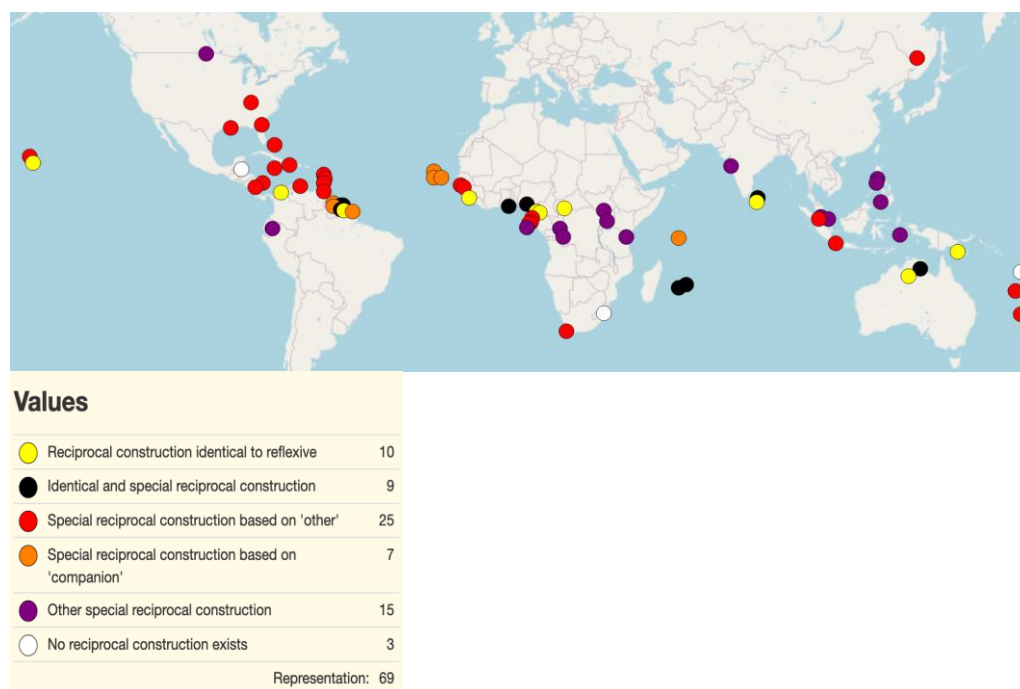 Values
Reciprocal construction identical to reflexive 10
Identical and special reciprocal construction 9
Special reciprocal construction based on 'other' 25
Special reciprocal construction based on
'companion' 7
Other special reciprocal construction 15
No reciprocal construction exists 3
Representation: 69